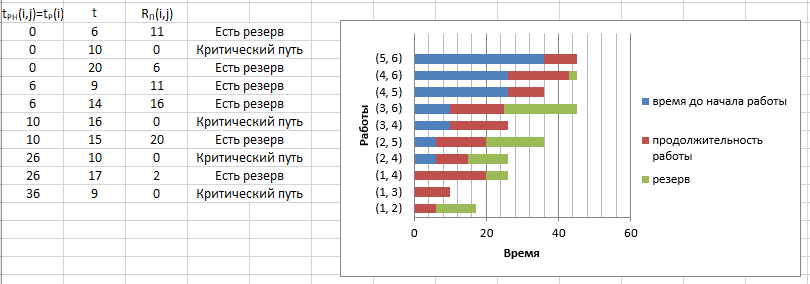 tРН(i,j)=tР(i) t RП(i,j)
0 6 11 Есть резерв
0 10 0 Критический путь
0 20 6 Есть резерв
6 9 11 Есть резерв
6 14 16 Есть резерв
10 16 0 Критический путь
10 15 20 Есть резерв
26 10 0 Критический путь
26 17 2 Есть резерв
36 9 0 Критический путь
Работы
(5, 6)
(4, 6)
(4, 5)
(3, 6)
(3, 4)
(2, 5)
(2, 4)
(1, 4)
(1, 3)
(1, 2)
0 20 40 60
Время
время до начала работы
продолжительность
работы
резерв